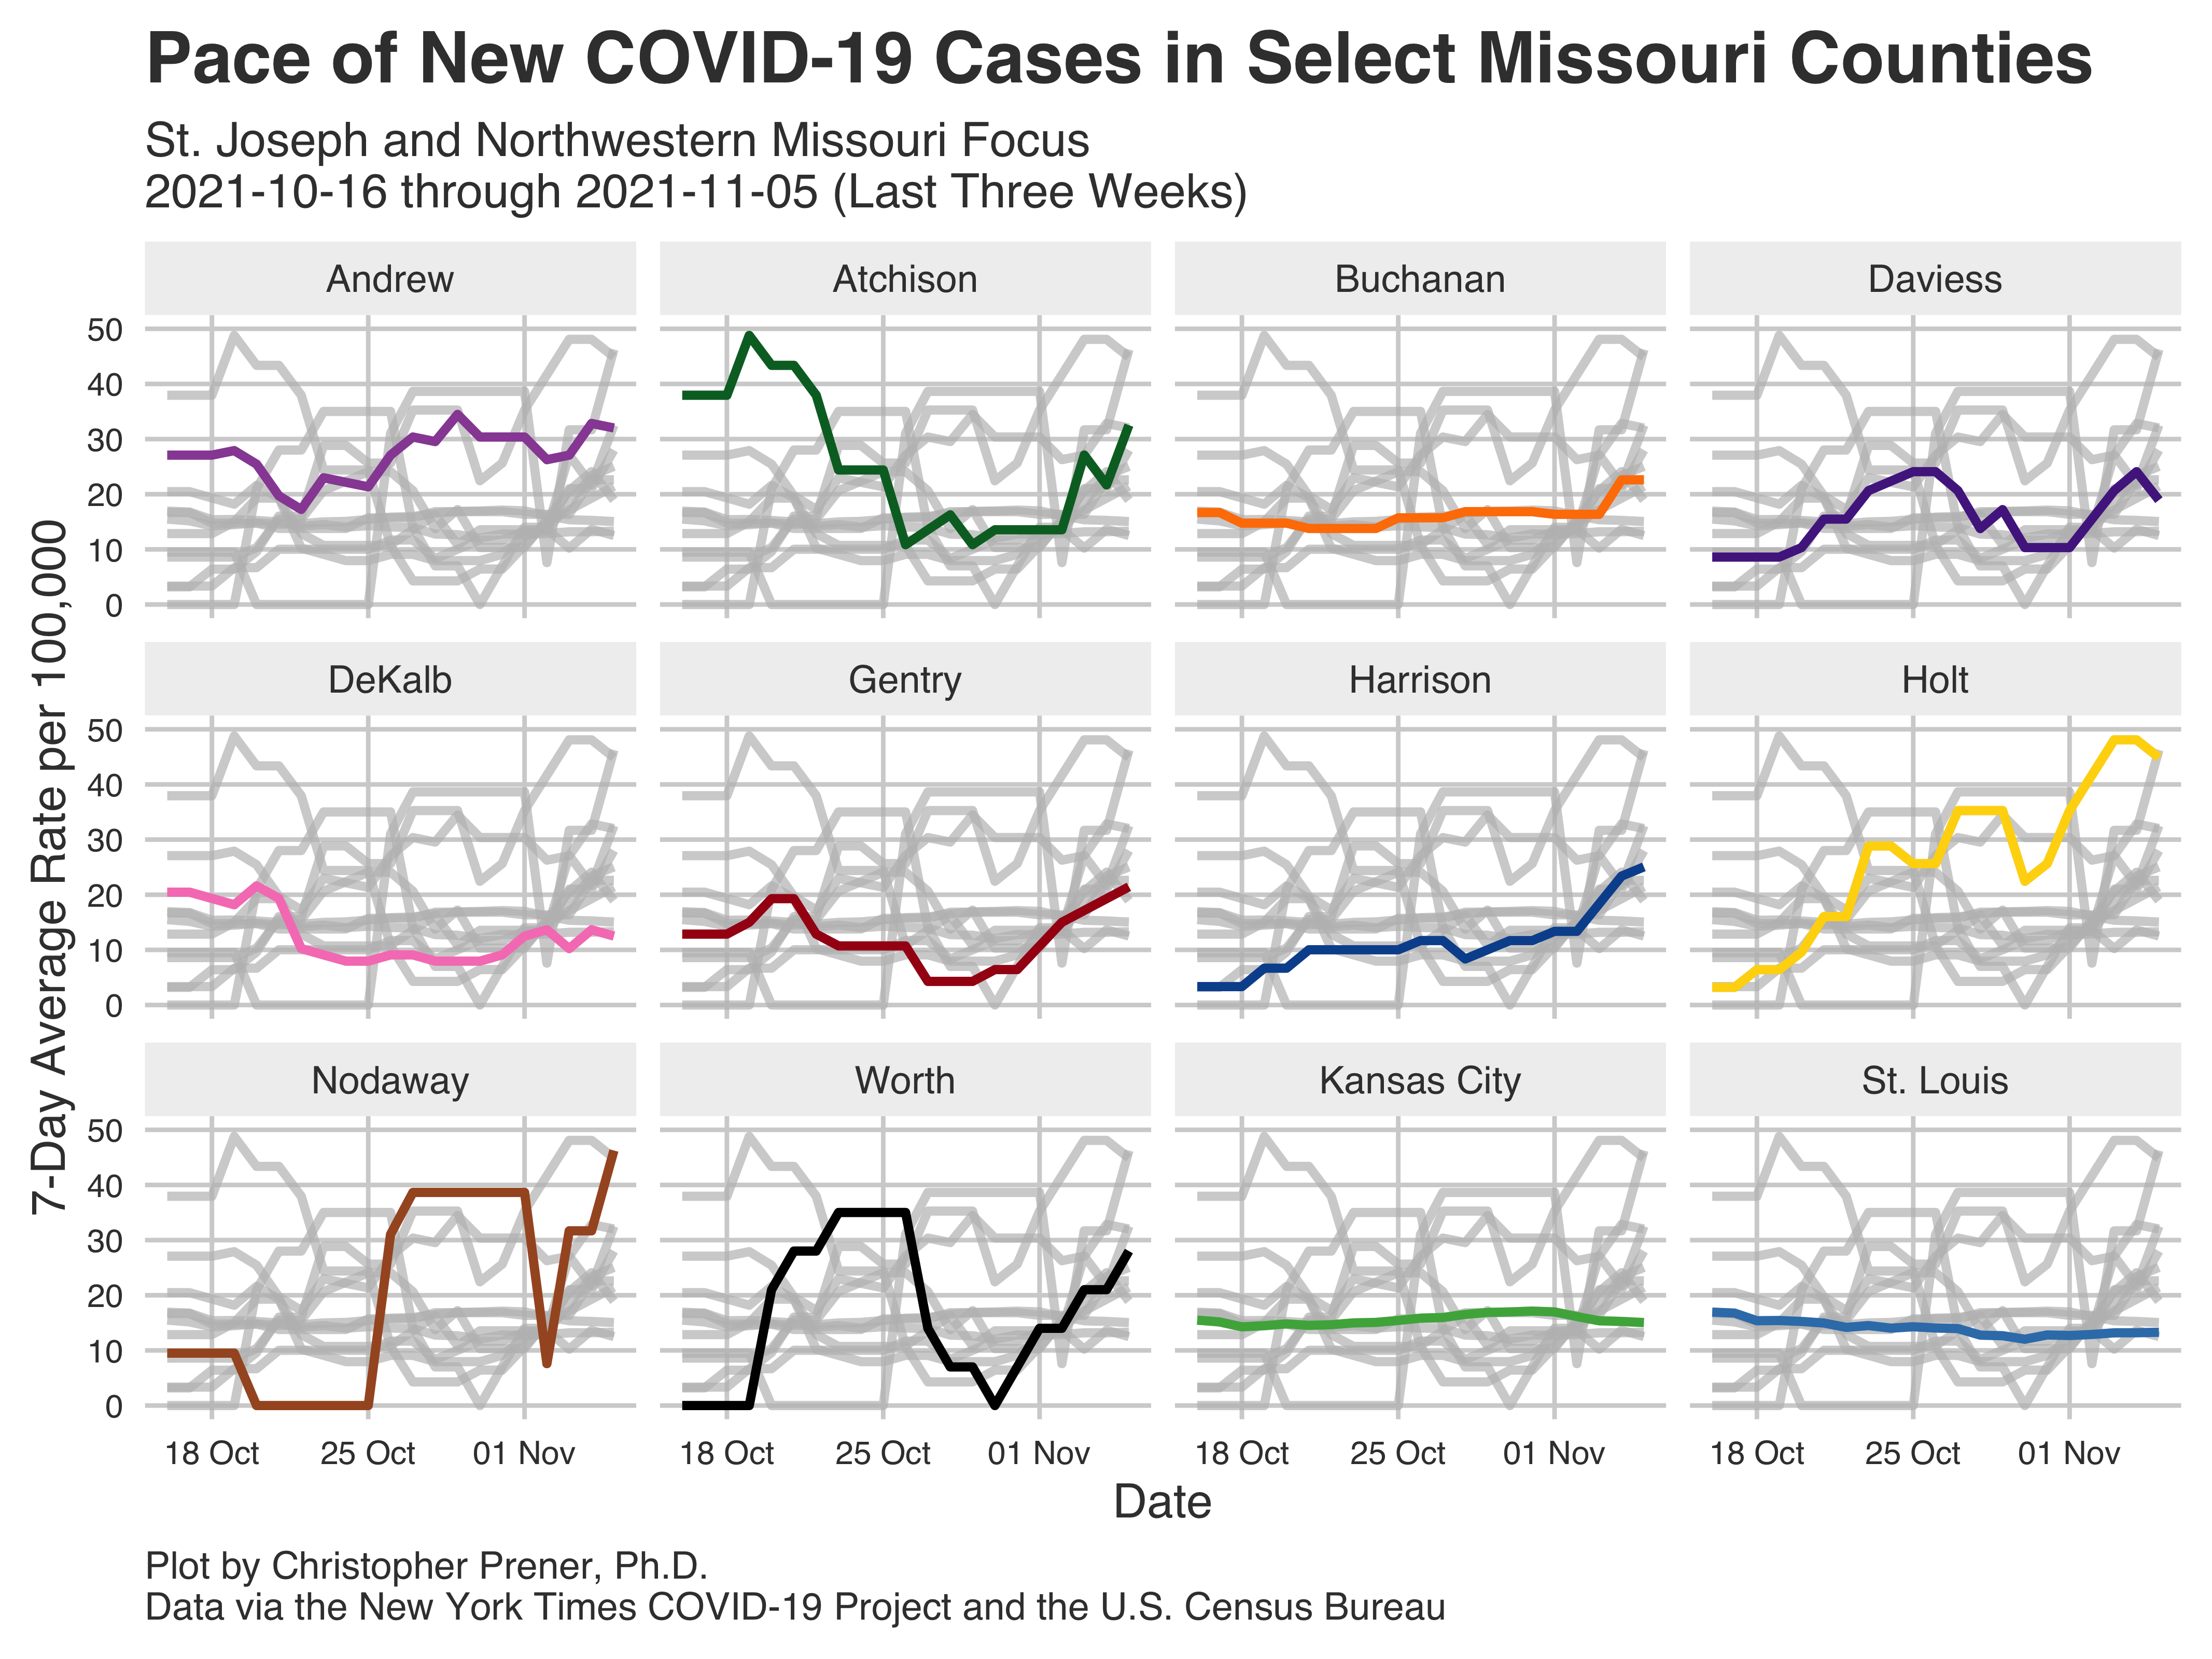 Pace of New COVID-19 Cases in Select Missouri Counties
St. Joseph and Northwestern Missouri Focus
2021-10-16 through 2021-11-05 (Last Three Weeks)
7-Day Average Rate per 100,000
Andrew
Atchison
Buchanan
Daviess
50
40
30
20
10
0
DeKalb
Gentry
Harrison
Holt
50
40
30
20
10
0
Nodaway
Worth
Kansas City
St. Louis
50
40
30
20
10
0
18 Oct 25 Oct 01 Nov
18 Oct 25 Oct 01 Nov
18 Oct 25 Oct 01 Nov
18 Oct 25 Oct 01 Nov
Date
Plot by Christopher Prener, Ph.D.
Data via the New York Times COVID-19 Project and the U.S. Census Bureau